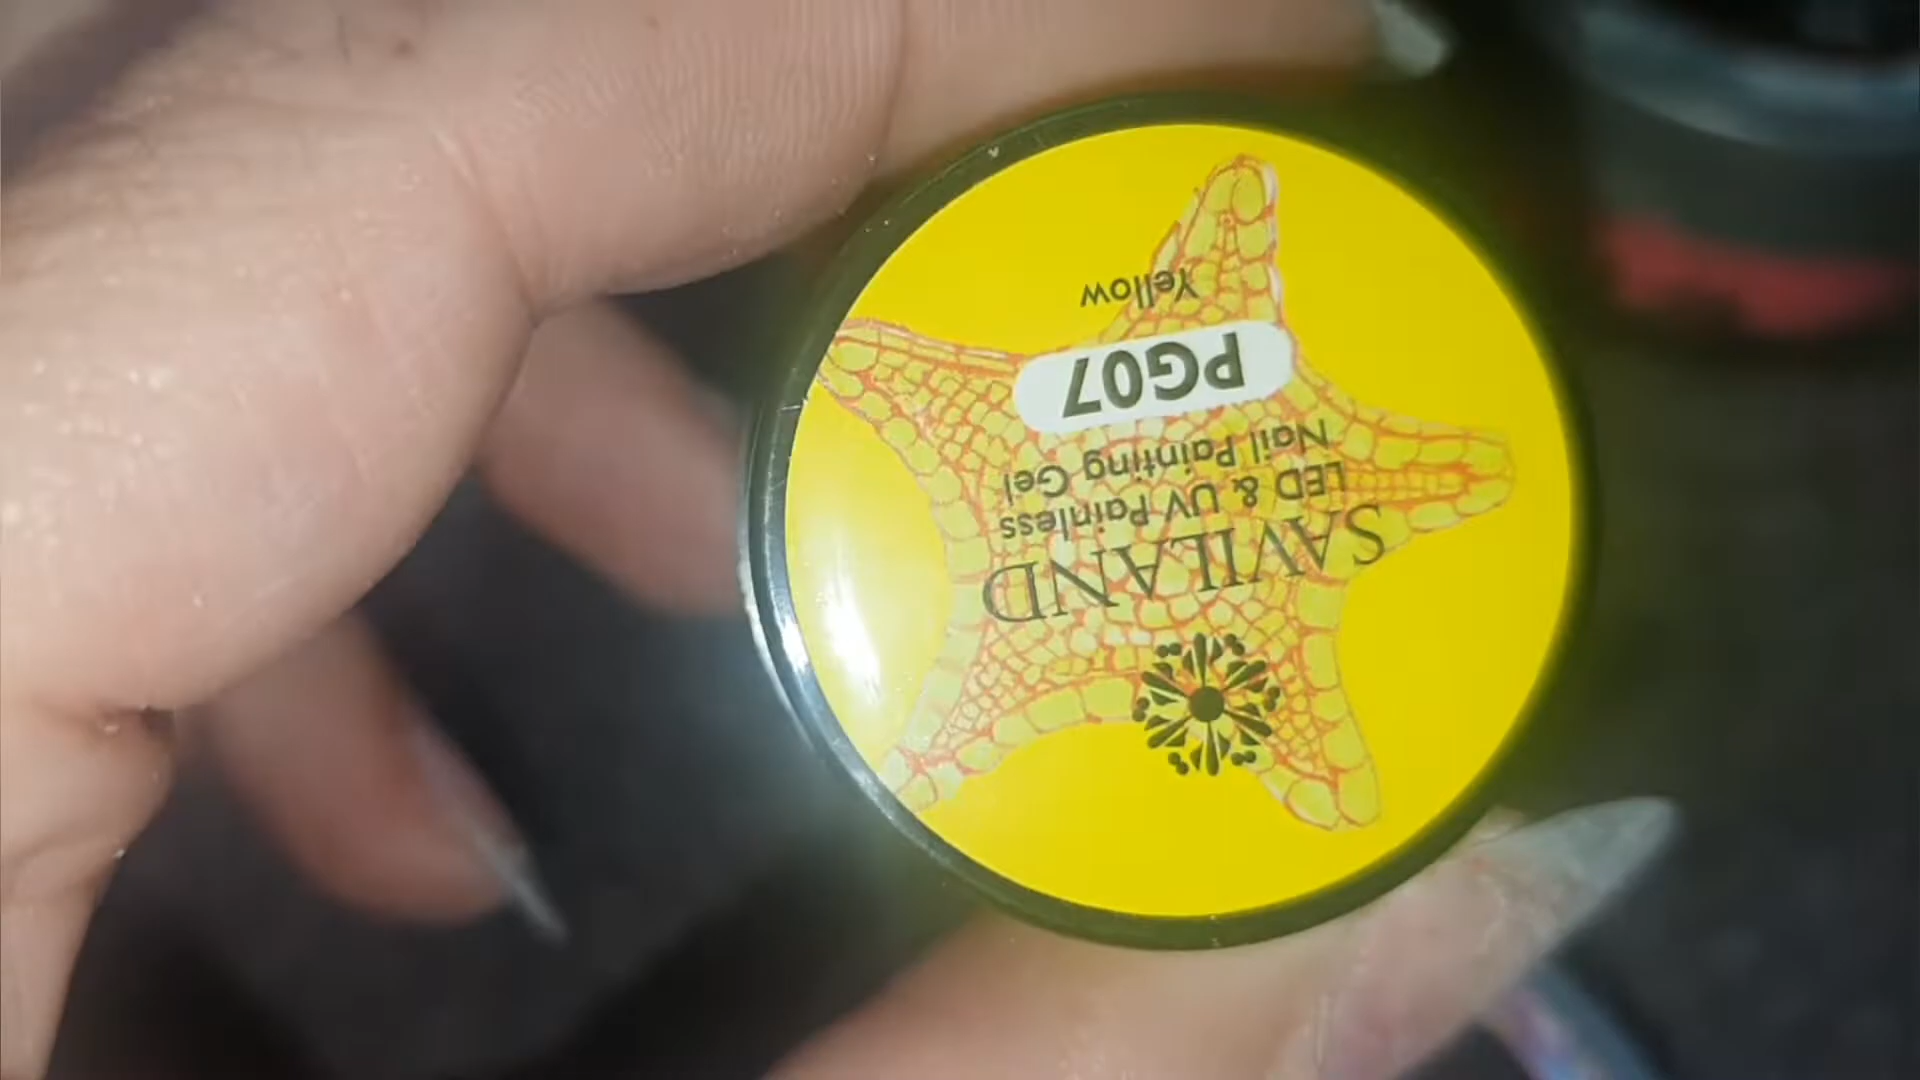 SAVILAND
LED & UV Painless
Nail Painting Gel
PG07
Yellow